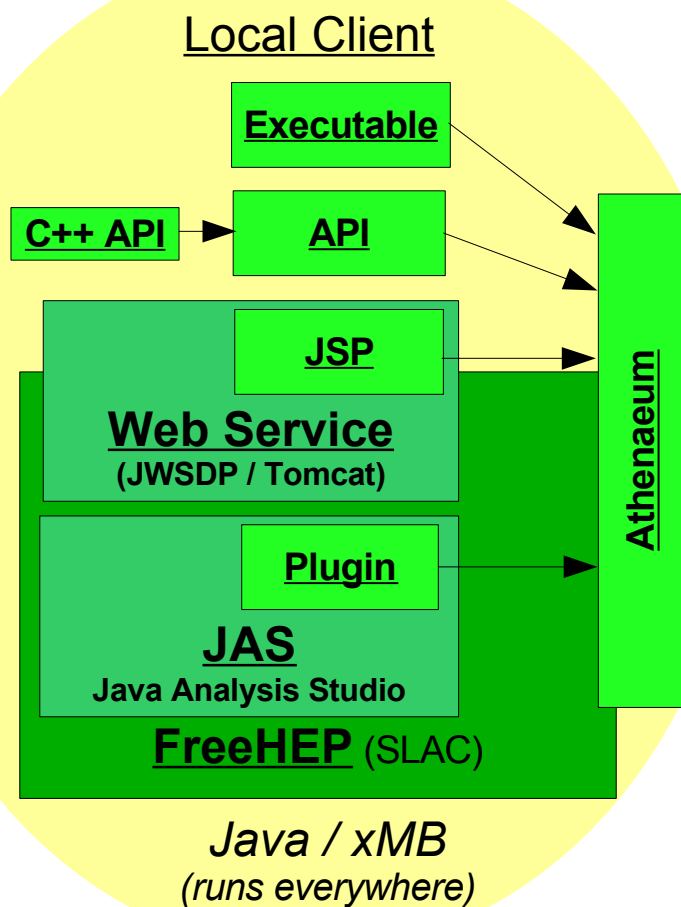 Local Client
Executable
C++ API
API
JSP
Web Service
(JWSDP / Tomcat)
Athenaeum
Plugin
JAS
Java Analysis Studio
FreeHEP (SLAC)
Java / xMB
(runs everywhere)